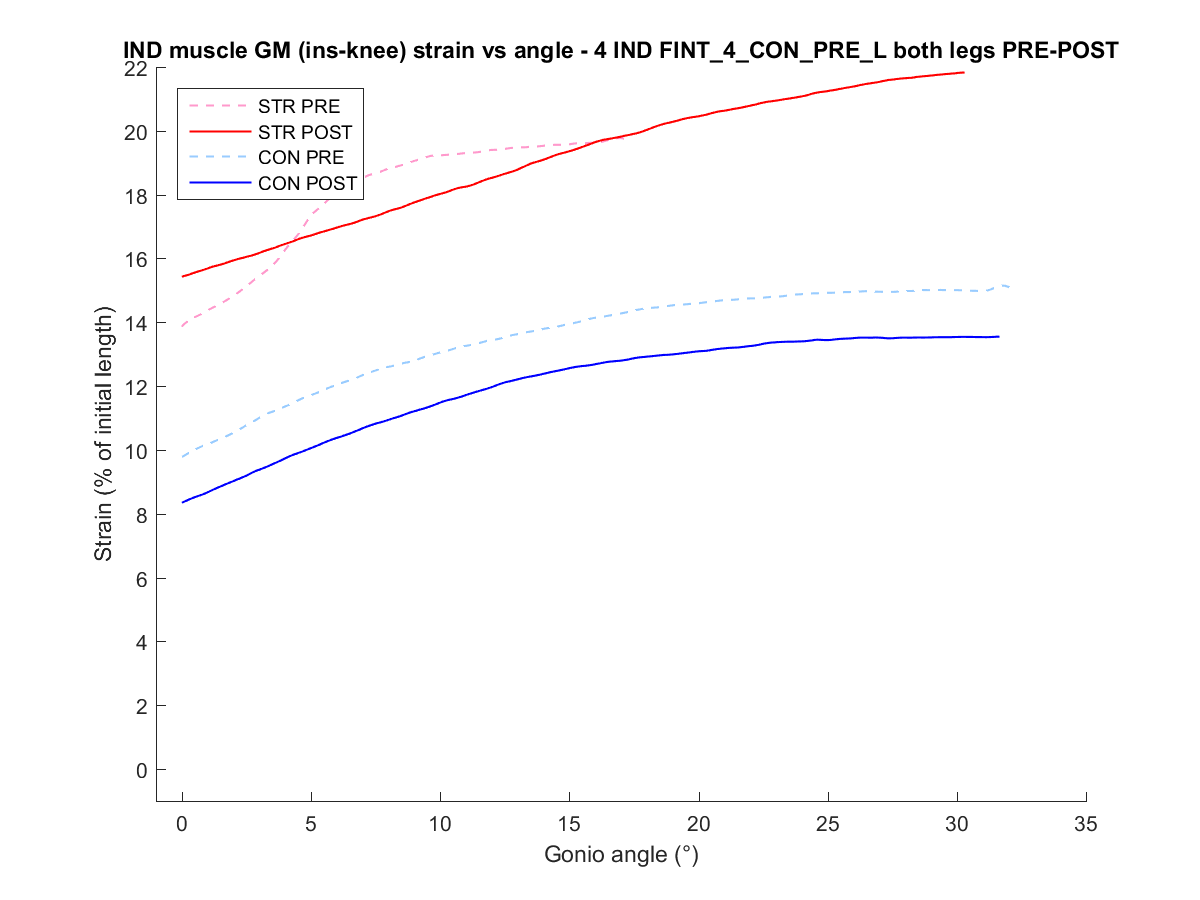 IND muscle GM (ins-knee) strain vs angle - 4 IND FINT_4_CON_PRE_L both legs PRE-POST
STR PRE
STR POST
CON PRE
CON POST
22
20
18
16
14
12
10
8
6
4
2
0
Strain (% of initial length)
0 5 10 15 20 25 30 35
Gonio angle (°)